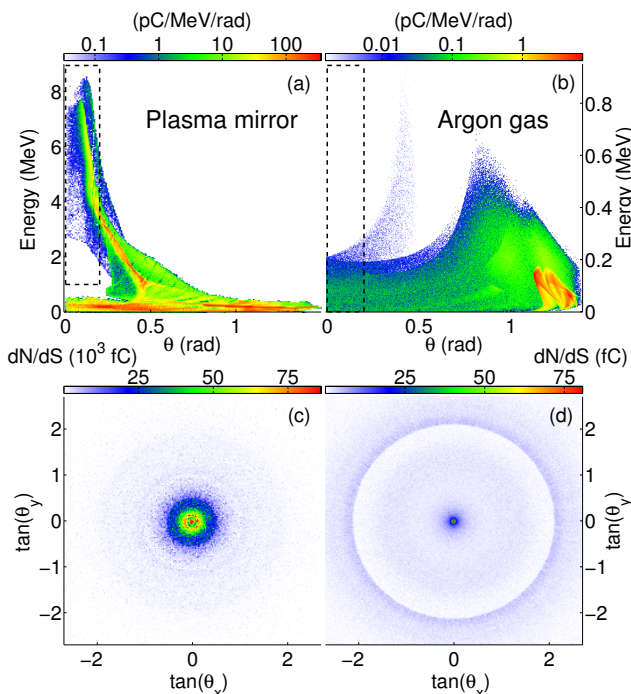 (pC/MeV/rad) (pC/MeV/rad)
0.1 1 10 100 0.01 0.1 1
(a) (b)
Plasma mirror Argon gas
Energy (MeV) 0 2 4 6 8
Energy (MeV) 0 0.2 0.4 0.6 0.8
0 0.5 1 0 0.5 1
θ (rad) θ (rad)
dN/dS (10³ fC) dN/dS (fC)
25 50 75 25 50 75
(c) (d)
tan(θy) 2 1 0 −1 −2
tan(θy) 2 1 0 −1 −2
−2 0 2 −2 0 2
tan(θx) tan(θx)